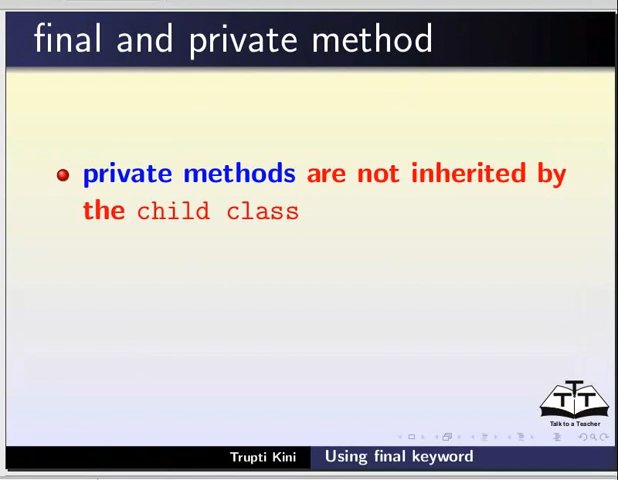 final and private method
private methods are not inherited by
the child class
TTT
Talk to a Teacher
Trupti Kini Using final keyword